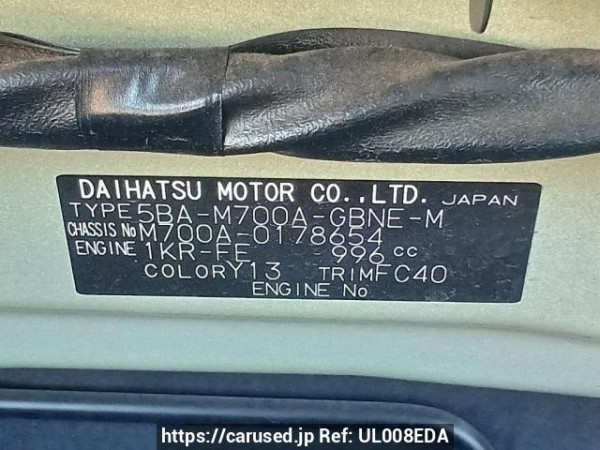 DAIHATSU MOTOR CO.,LTD. JAPAN
TYPE 5BA-M700A-GBNE-M
CHASSIS No M700A-0178654
ENGINE 1KR-FE 996 cc
COLOR Y13 TRIM FC40
ENGINE No
https://carused.jp Ref: UL008EDA